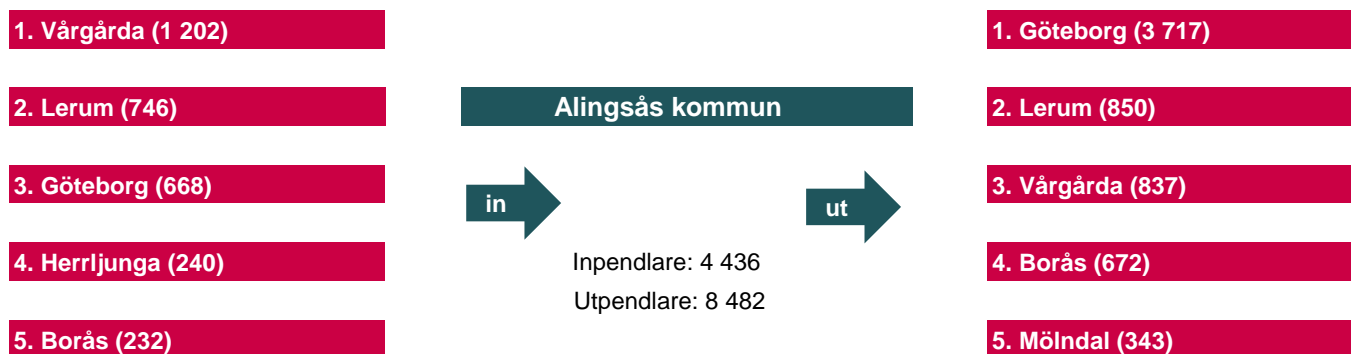 1. Vårgårda (1 202)
2. Lerum (746)
3. Göteborg (668)
4. Herrljunga (240)
5. Borås (232)
Alingsås kommun
in
ut
Inpendlare: 4 436
Utpendlare: 8 482
1. Göteborg (3 717)
2. Lerum (850)
3. Vårgårda (837)
4. Borås (672)
5. Mölndal (343)